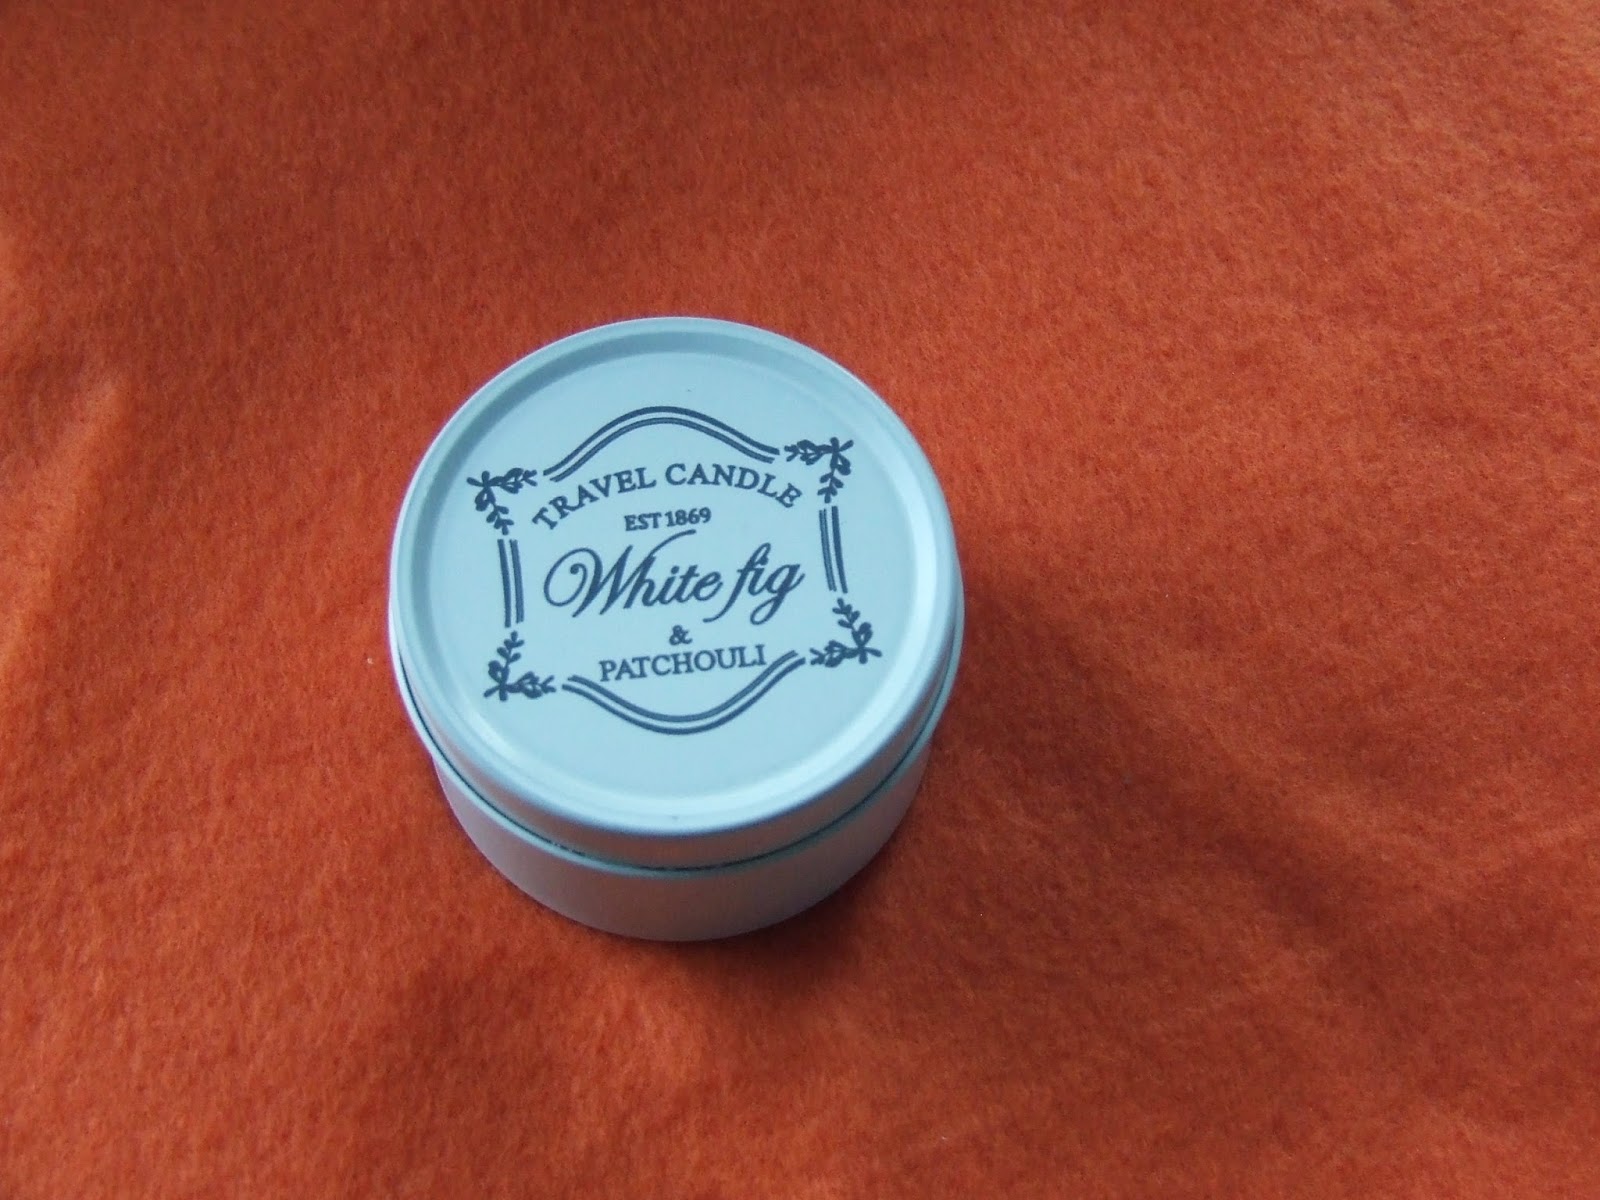 TRAVEL CANDLE
EST 1869
White fig
&
PATCHOULI